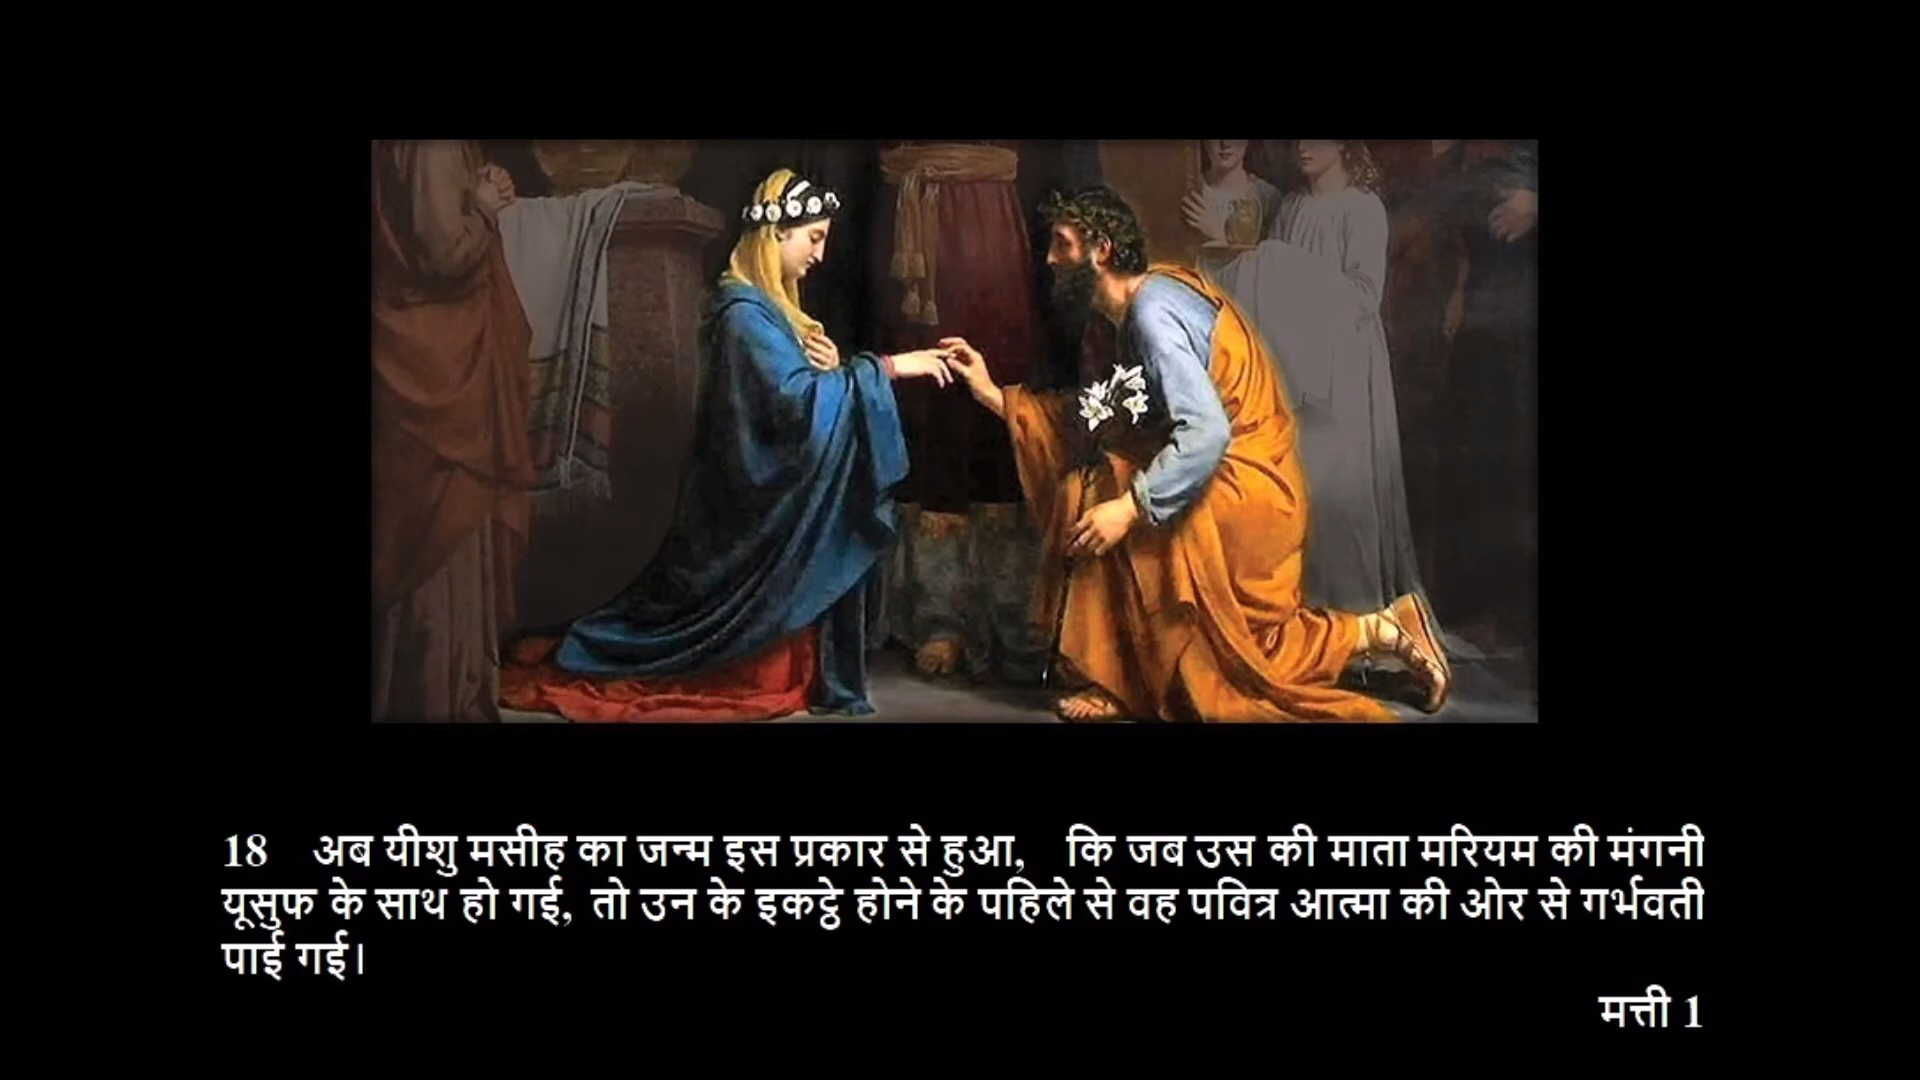 18 अब यीशु मसीह का जन्म इस प्रकार से हुआ, कि जब उस की माता मरियम की मंगनी
यूसुफ के साथ हो गई, तो उन के इकट्ठे होने के पहिले से वह पवित्र आत्मा की ओर से गर्भवती
पाई गई।
मत्ती 1